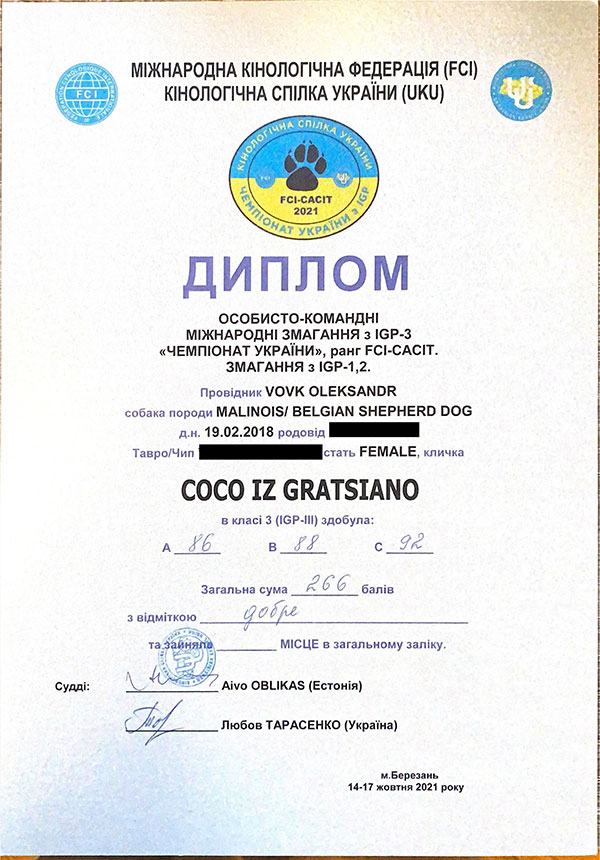 МІЖНАРОДНА КІНОЛОГІЧНА ФЕДЕРАЦІЯ (FCI)
КІНОЛОГІЧНА СПІЛКА УКРАЇНИ (UKU)
FCI
КІНОЛОГІЧНА СПІЛКА УКРАЇНИ
FCI-CACIT
2021
ЧЕМПІОНАТ УКРАЇНИ з IGP
ДИПЛОМ
ОСОБИСТО-КОМАНДНІ
МІЖНАРОДНІ ЗМАГАННЯ з IGP-3
«ЧЕМПІОНАТ УКРАЇНИ», ранг FCI-CACIT.
ЗМАГАННЯ з IGP-1,2.
Провідник VOVK OLEKSANDR
собака породи MALINOIS/ BELGIAN SHEPHERD DOG
д.н. 19.02.2018 родовід
Тавро/Чип стать FEMALE, кличка
COCO IZ GRATSIANO
в класі 3 (IGP-III) здобула:
А 86 В 88 С 92
Загальна сума 266 балів
з відміткою добре
та зайняла МІСЦЕ в загальному заліку.
Судді: Aivo OBLIKAS (Естонія)
Любов ТАРАСЕНКО (Україна)
м.Березань
14-17 жовтня 2021 року